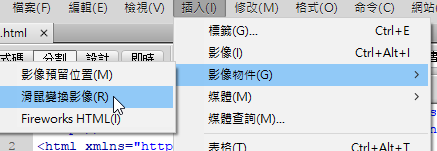 檔案(F) 編輯(E) 檢視(V) 插入(I) 修改(M) 格式(O) 命令(C) 網站
.html
標籤(G)... Ctrl+E
分割 設計 即時
影像(I) Ctrl+Alt+I
影像預留位置(M)
影像物件(G)
滑鼠變換影像(R)
媒體(M)
Fireworks HTML(I)
媒體查詢(M)...
2 <html xmlns="http
表格(T) Ctrl+Alt+T